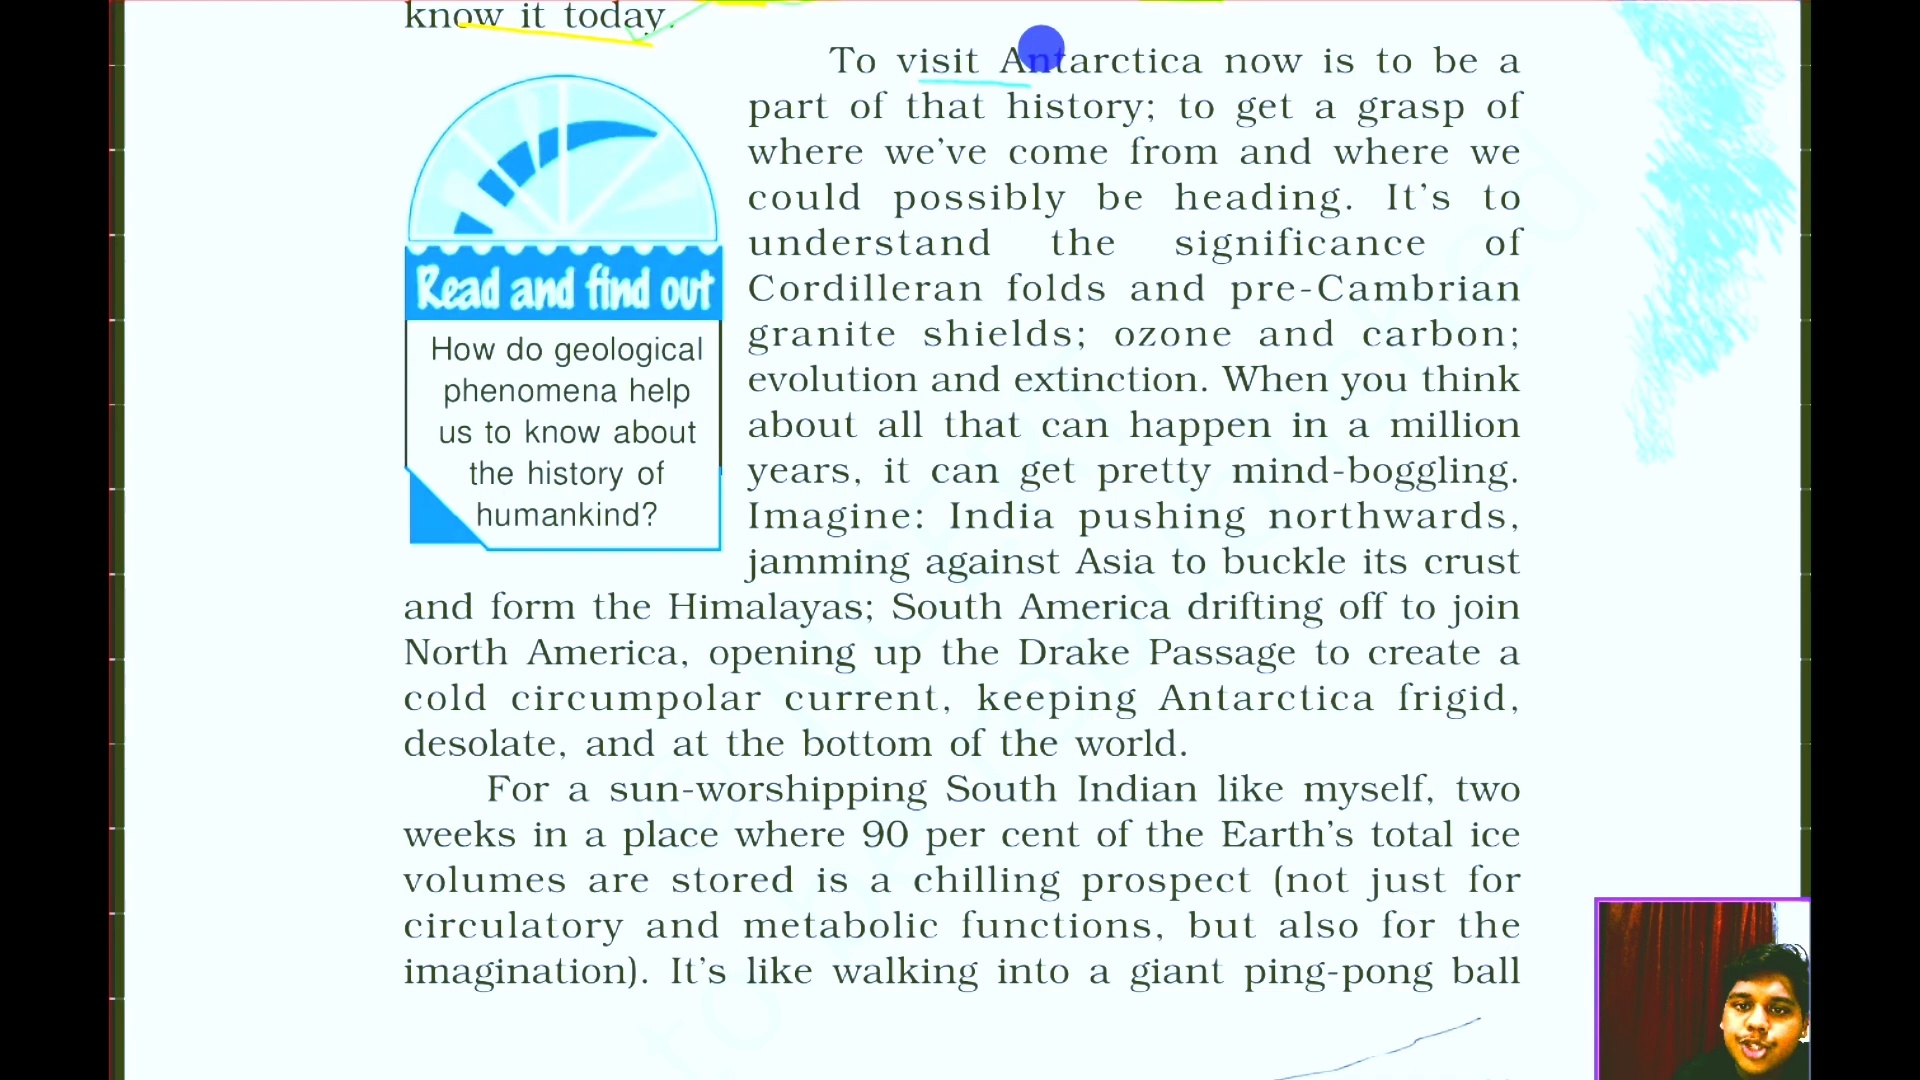 know it today.
To visit Antarctica now is to be a
part of that history; to get a grasp of
where we've come from and where we
could possibly be heading. It's to
understand the significance of
Cordilleran folds and pre-Cambrian
granite shields; ozone and carbon;
evolution and extinction. When you think
about all that can happen in a million
years, it can get pretty mind-boggling.
Imagine: India pushing northwards,
jamming against Asia to buckle its crust
Read and find out
How do geological
phenomena help
us to know about
the history of
humankind?
and form the Himalayas; South America drifting off to join
North America, opening up the Drake Passage to create a
cold circumpolar current, keeping Antarctica frigid,
desolate, and at the bottom of the world.
For a sun-worshipping South Indian like myself, two
weeks in a place where 90 per cent of the Earth's total ice
volumes are stored is a chilling prospect (not just for
circulatory and metabolic functions, but also for the
imagination). It's like walking into a giant ping-pong ball